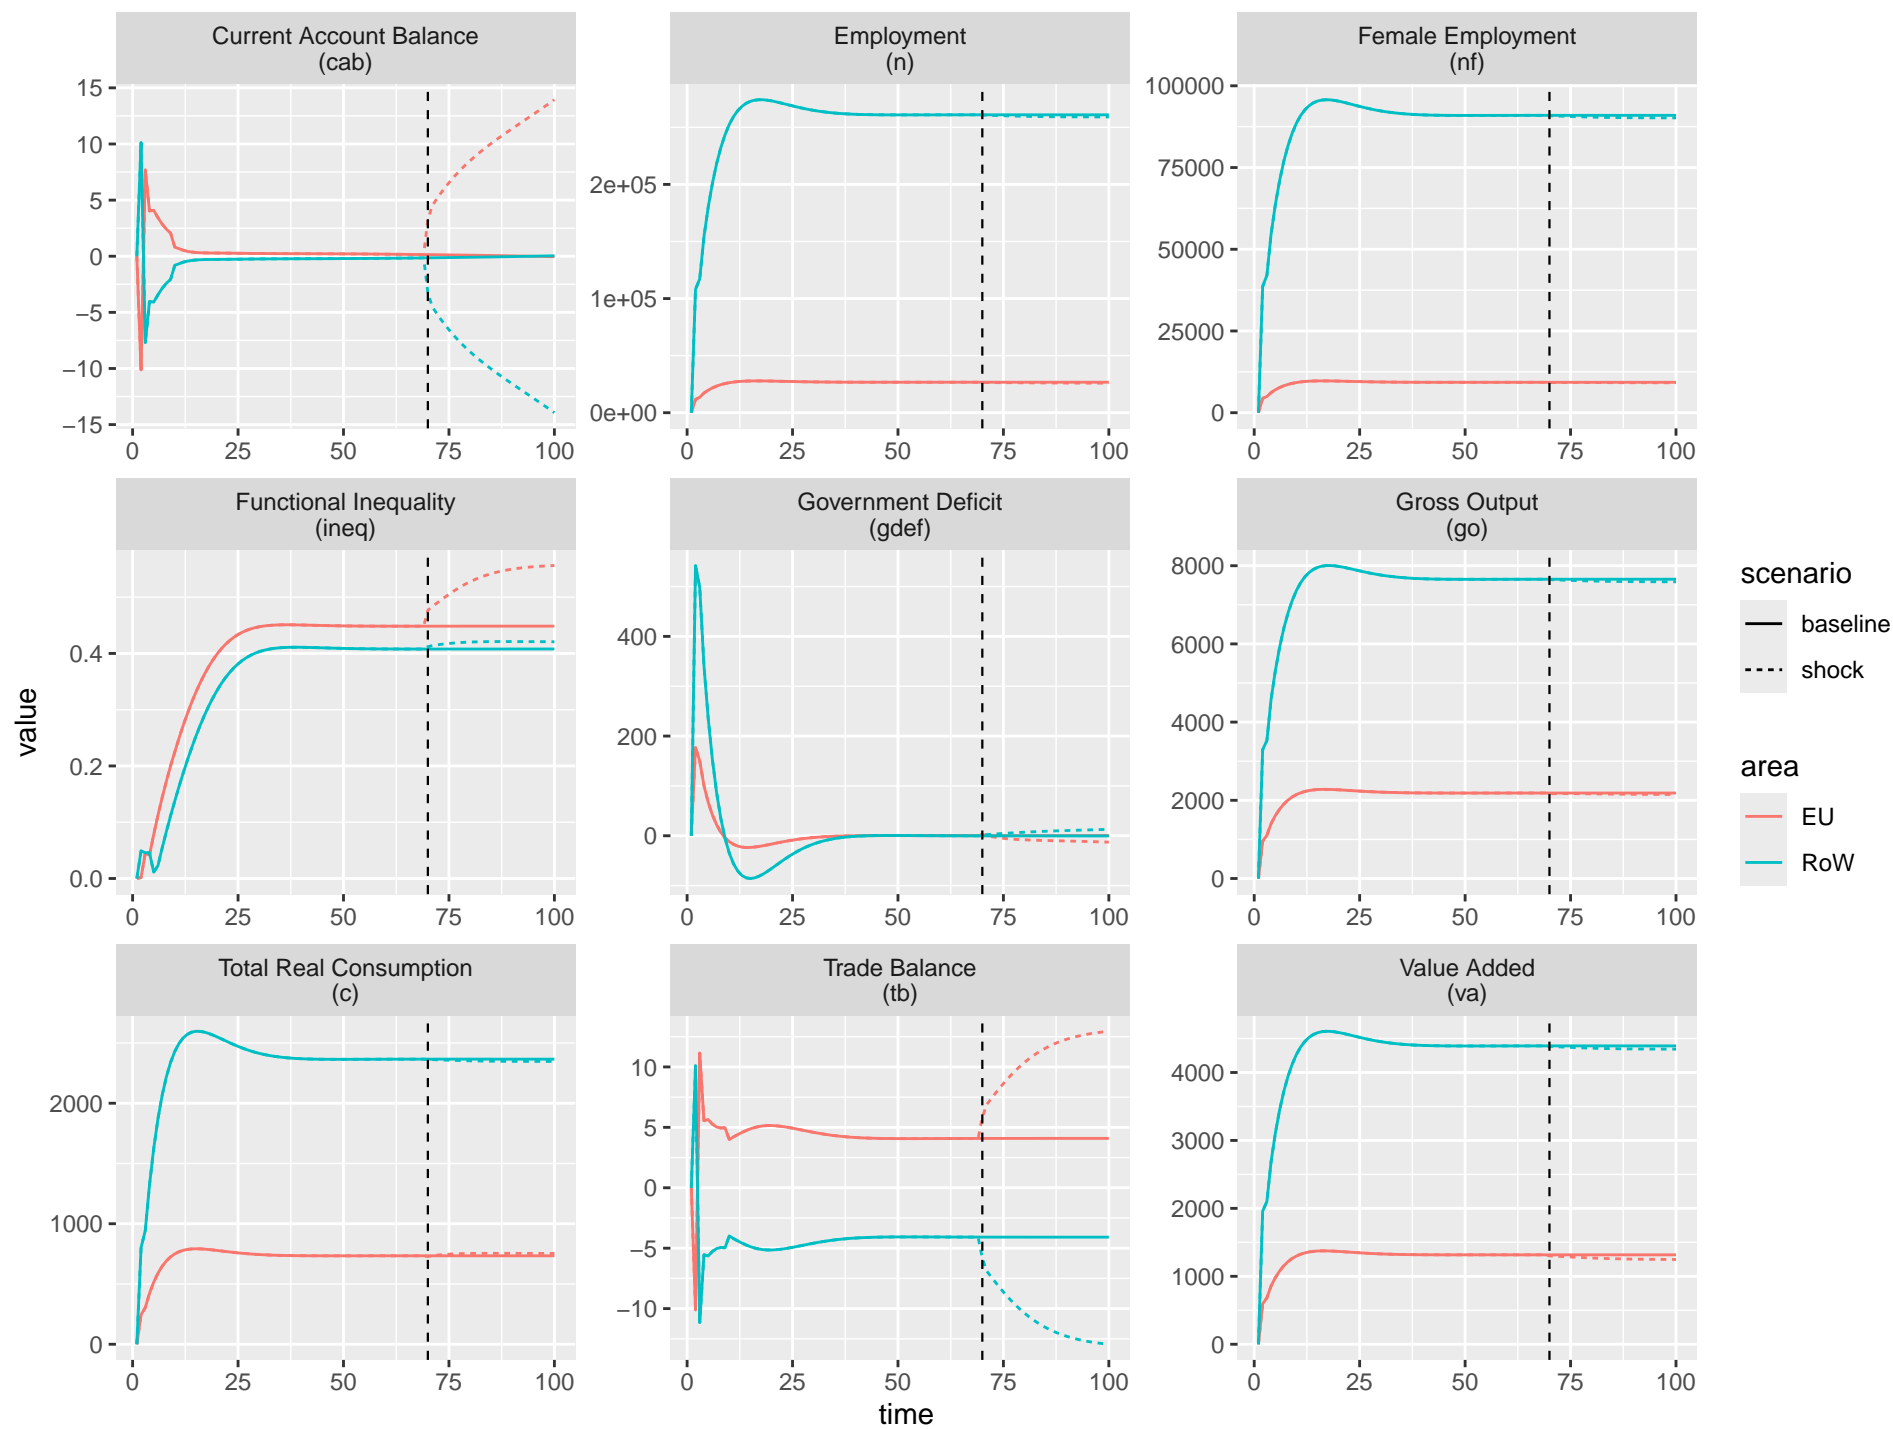 Current Account Balance
(cab)
Employment
(n)
Female Employment
(nf)
15
10
5
0
−5
−10
−15
0 25 50 75 100
2e+05
1e+05
0e+00
0 25 50 75 100
100000
75000
50000
25000
0
0 25 50 75 100
Functional Inequality
(ineq)
Government Deficit
(gdef)
Gross Output
(go)
0.4
0.2
0.0
0 25 50 75 100
400
200
0
0 25 50 75 100
8000
6000
4000
2000
0
0 25 50 75 100
Total Real Consumption
(c)
Trade Balance
(tb)
Value Added
(va)
2000
1000
0
0 25 50 75 100
10
5
0
−5
−10
0 25 50 75 100
4000
3000
2000
1000
0
0 25 50 75 100
value
time
scenario
baseline
shock
area
EU
RoW